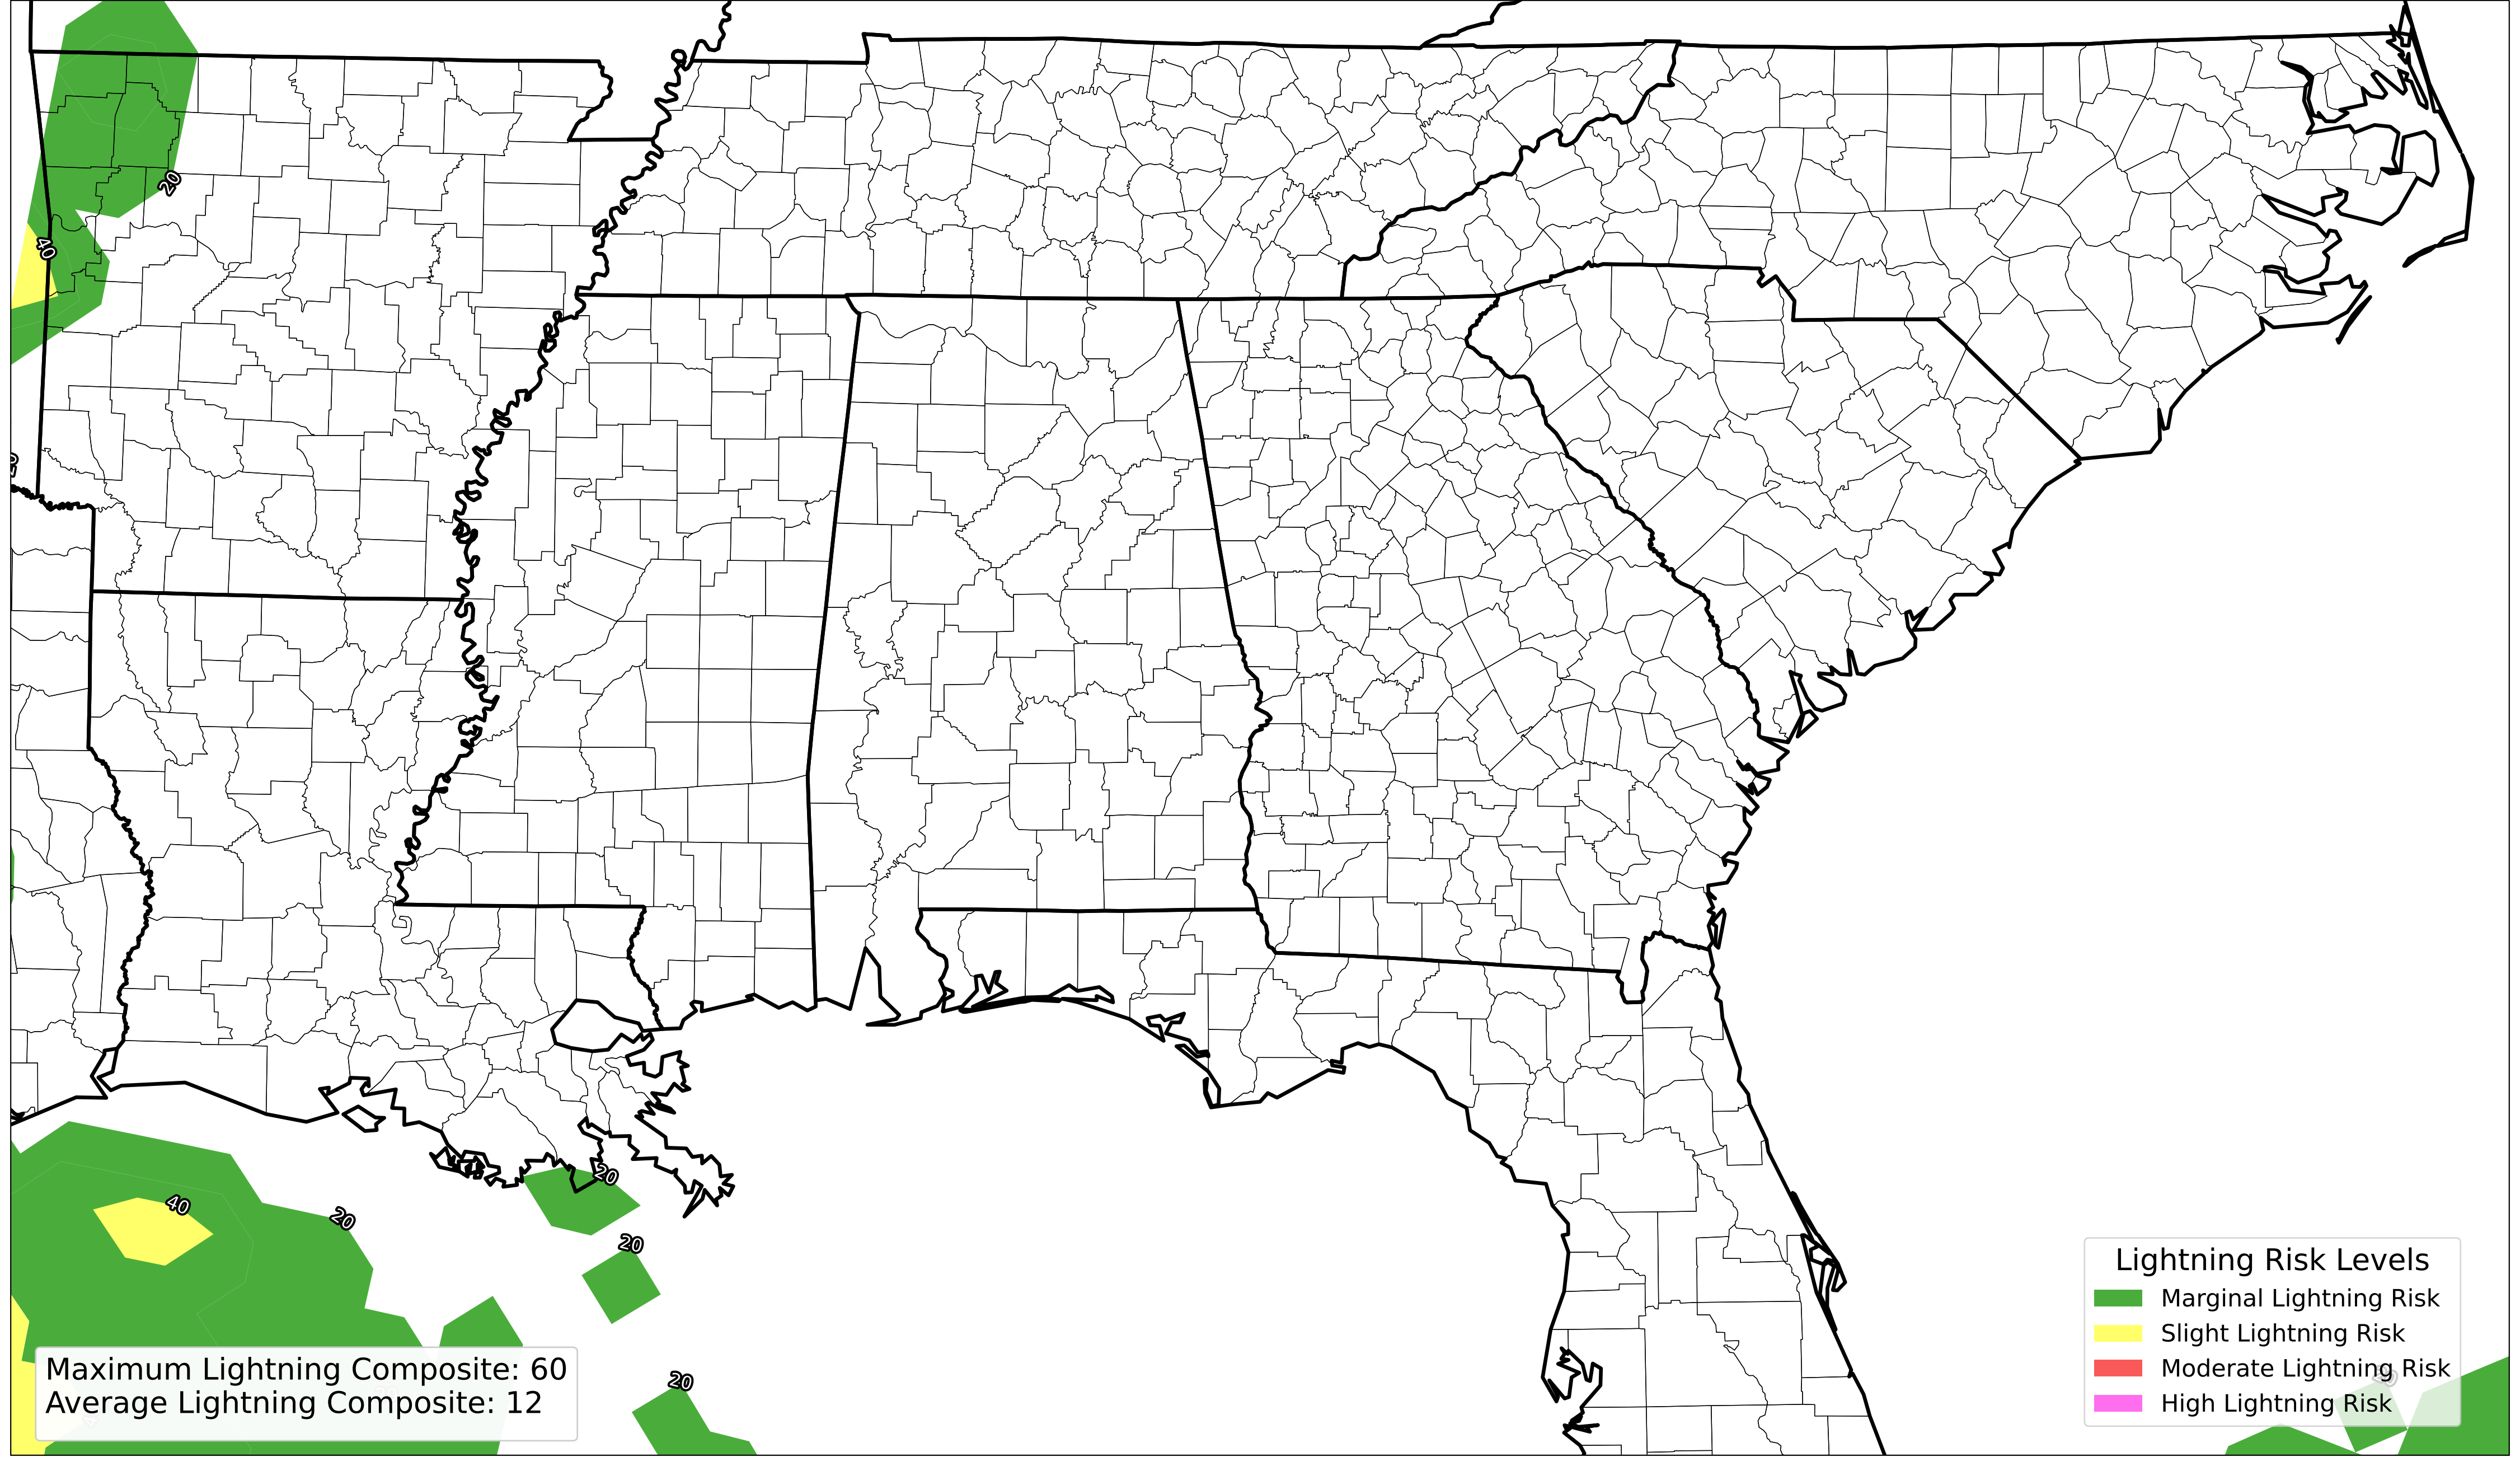 20
40
40
20
20
20
20
Lightning Risk Levels
Marginal Lightning Risk
Slight Lightning Risk
Moderate Lightning Risk
High Lightning Risk
Maximum Lightning Composite: 60
Average Lightning Composite: 12